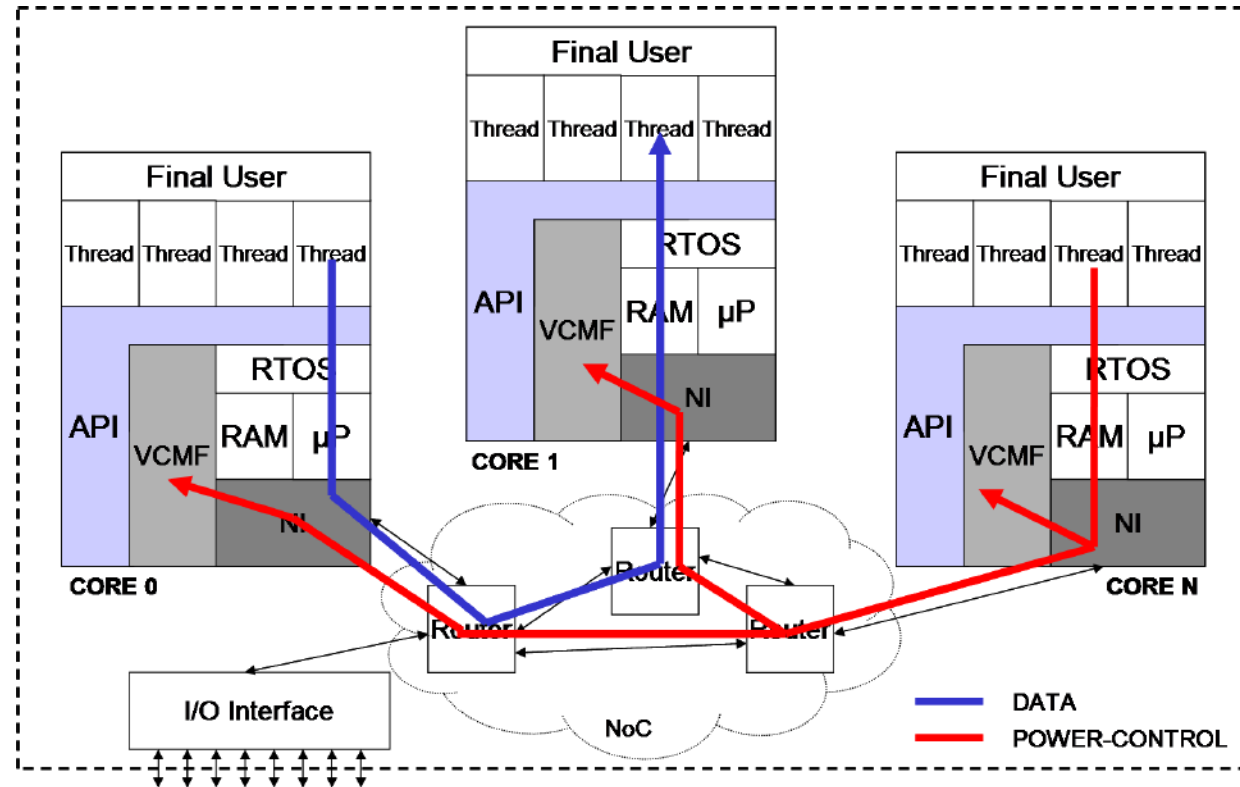 Final User
Thread Thread Thread Thread
API
VCMF
RTOS
RAM µP
NI
CORE 0
Final User
Thread Thread Thread Thread
API
VCMF
RTOS
RAM µP
NI
CORE 1
Final User
Thread Thread Thread Thread
API
VCMF
RTOS
RAM µP
NI
CORE N
Router
Router
Router
NoC
I/O Interface
DATA
POWER-CONTROL